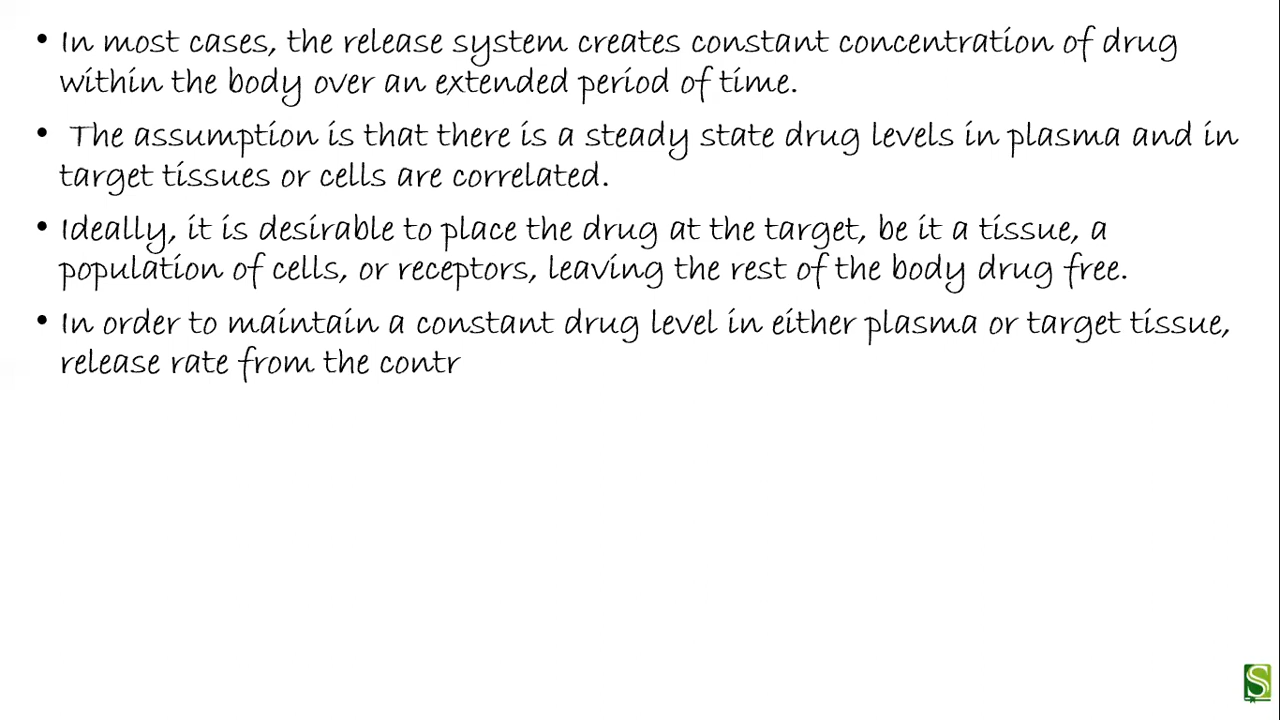 • In most cases, the release system creates constant concentration of drug
within the body over an extended period of time.
• The assumption is that there is a steady state drug levels in plasma and in
target tissues or cells are correlated.
• Ideally, it is desirable to place the drug at the target, be it a tissue, a
population of cells, or receptors, leaving the rest of the body drug free.
• In order to maintain a constant drug level in either plasma or target tissue,
release rate from the contr
S